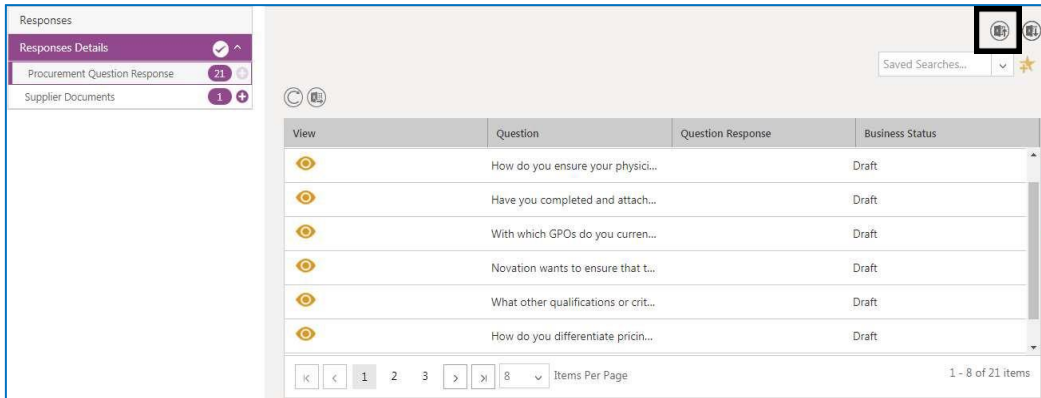 Responses
Responses Details
Procurement Question Response 21
Supplier Documents 1
Saved Searches...
View Question Question Response Business Status
How do you ensure your physici... Draft
Have you completed and attach... Draft
With which GPOs do you curren... Draft
Novation wants to ensure that t... Draft
What other qualifications or crit... Draft
How do you differentiate pricin... Draft
1 2 3 8 Items Per Page 1 - 8 of 21 items